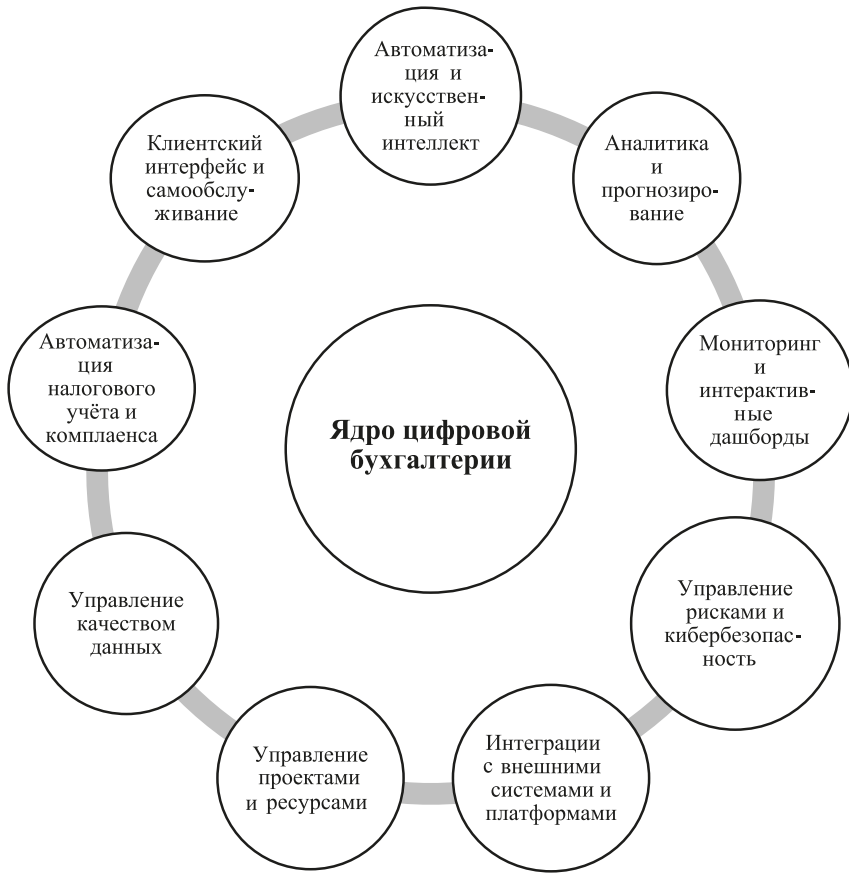 Автоматиза-
ция и
искусствен-
ный
интеллект
Аналитика
и
прогнозиро-
вание
Мониторинг
и
интерактив-
ные
дашборды
Управление
рисками и
кибербезопас-
ность
Интеграции
с внешними
системами и
платформами
Управление
проектами
и ресурсами
Управление
качеством
данных
Автоматиза-
ция
налогового
учёта и
комплаенса
Клиентский
интерфейс и
самообслу-
живание
Ядро цифровой
бухгалтерии